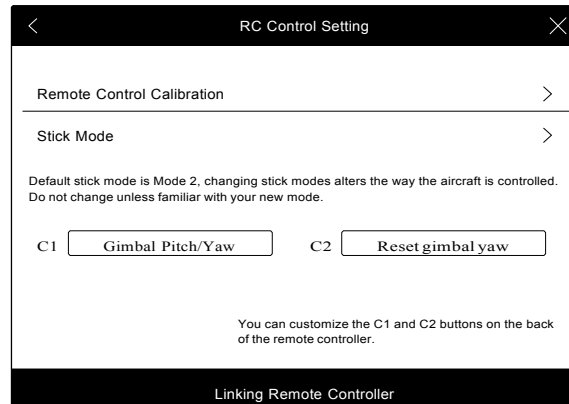 RC Control Setting
Remote Control Calibration
Stick Mode
Default stick mode is Mode 2, changing stick modes alters the way the aircraft is controlled.
Do not change unless familiar with your new mode.
C1 Gimbal Pitch/Yaw C2 Reset gimbal yaw
You can customize the C1 and C2 buttons on the back
of the remote controller.
Linking Remote Controller